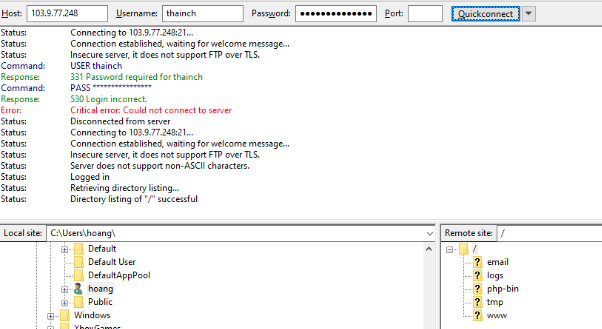 Host: 103.9.77.248 Username: thainch Password: ●●●●●●●●●●●●●● Port: Quickconnect
Status: Connecting to 103.9.77.248:21...
Status: Connection established, waiting for welcome message...
Status: Insecure server, it does not support FTP over TLS.
Command: USER thainch
Response: 331 Password required for thainch
Command: PASS ****************
Response: 530 Login incorrect.
Error: Critical error: Could not connect to server
Status: Disconnected from server
Status: Connecting to 103.9.77.248:21...
Status: Connection established, waiting for welcome message...
Status: Insecure server, it does not support FTP over TLS.
Status: Server does not support non-ASCII characters.
Status: Logged in
Status: Retrieving directory listing...
Status: Directory listing of "/" successful
Local site: C:\Users\hoang\
Default
Default User
DefaultAppPool
hoang
Public
Windows
XboxGames
Remote site: /
/
email
logs
php-bin
tmp
www